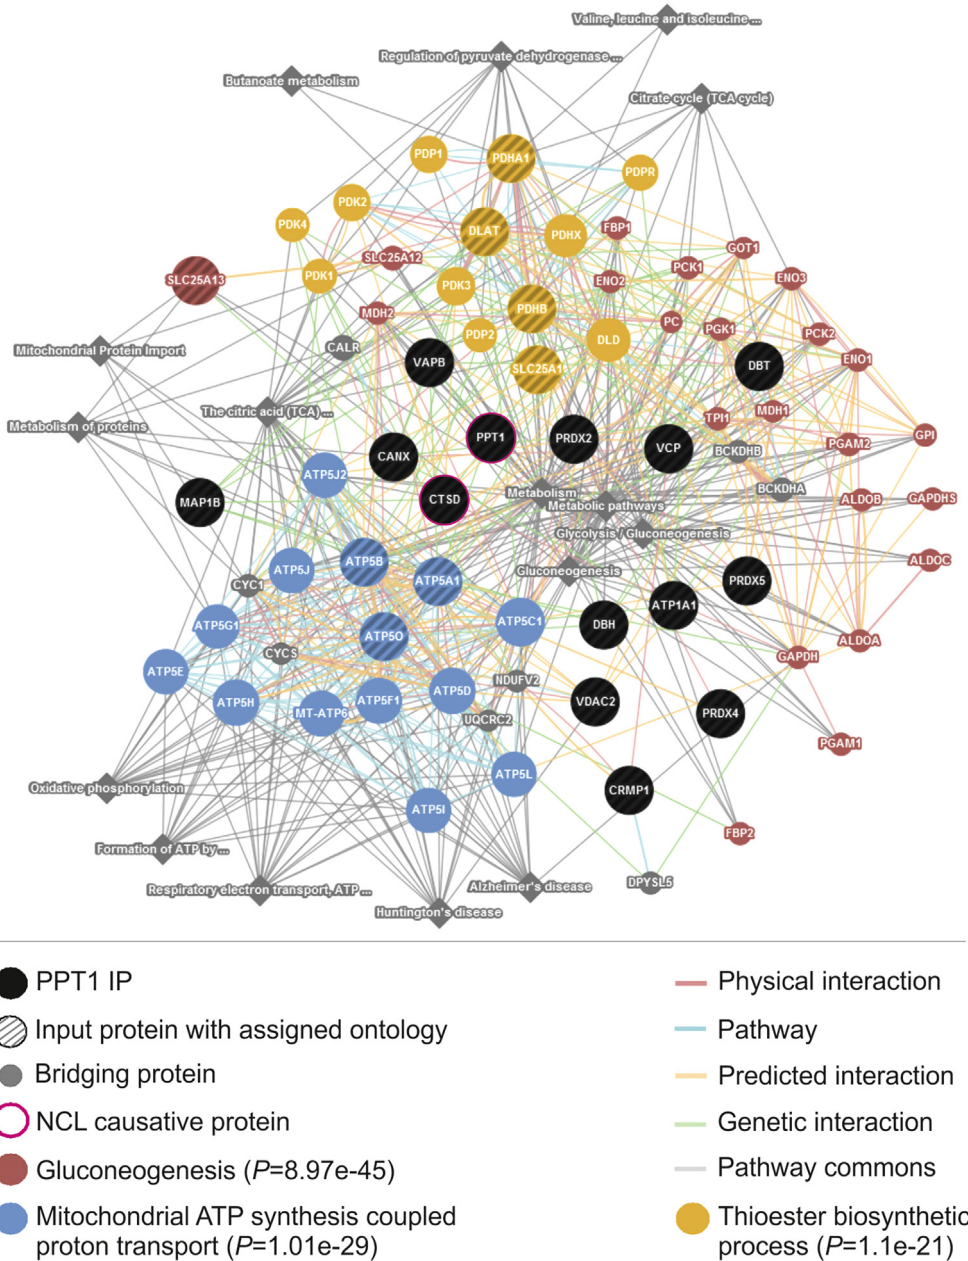 Valine, leucine and isoleucine ...
Regulation of pyruvate dehydrogenase ...
Butanoate metabolism
Citrate cycle (TCA cycle)
PDP1
PDHA1
PDPR
PDK2
PDK4
DLAT
PDHX
FBP1
GOT1
SLC25A12
PCK1
SLC25A13
PDK1
PDK3
ENO2
ENO3
MDH2
PDHB
PC
PGK1
PCK2
PDP2
DLD
CALR
Mitochondrial Protein Import
VAPB
SLC25A1
DBT
ENO1
The citric acid (TCA) ...
Metabolism of proteins
TPI1
MDH1
PPT1
PRDX2
VCP
BCKDHB
PGAM2
GPI
CANX
ATP5J2
MAP1B
CTSD
Metabolism
Metabolic pathways
BCKDHA
ALDOB
GAPDHS
Glycolysis / Gluconeogenesis
ATP5J
ATP5B
ATP5A1
Gluconeogenesis
ALDOC
CYC1
PRDX5
ATP1A1
ATP5G1
ATP5O
ATP5C1
DBH
ALDOA
CYCS
GAPDH
ATP5E
NDUFV2
ATP5H
MT-ATP6
ATP5F1
ATP5D
VDAC2
PRDX4
UQCRC2
PGAM1
Oxidative phosphorylation
ATP5L
CRMP1
ATP5I
FBP2
Formation of ATP by ...
Respiratory electron transport, ATP ...
Alzheimer's disease
DPYSL5
Huntington's disease
PPT1 IP
Input protein with assigned ontology
Bridging protein
NCL causative protein
Gluconeogenesis (P=8.97e-45)
Mitochondrial ATP synthesis coupled
proton transport (P=1.01e-29)
Physical interaction
Pathway
Predicted interaction
Genetic interaction
Pathway commons
Thioester biosynthetic
process (P=1.1e-21)